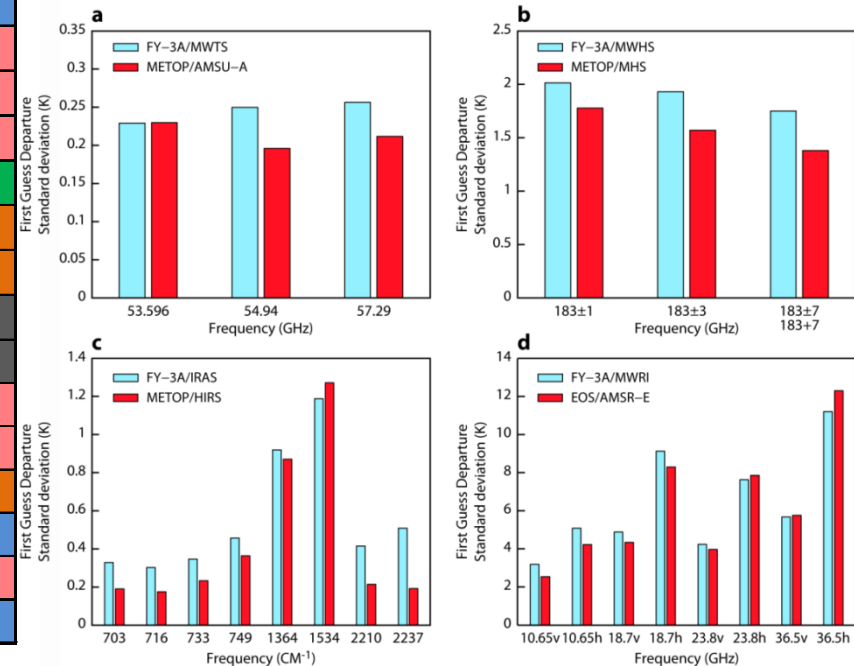 a
0.35
0.3
0.25
0.2
0.15
0.1
0.05
0
First Guess Departure
Standard deviation (K)
FY−3A/MWTS
METOP/AMSU−A
53.596 54.94 57.29
Frequency (GHz)
b
2.5
2
1.5
1
0.5
0
First Guess Departure
Standard deviation (K)
FY−3A/MWHS
METOP/MHS
183±1 183±3 183±7
183+7
Frequency (GHz)
c
1.4
1.2
1
0.8
0.6
0.4
0.2
0
First Guess Departure
Standard deviation (K)
FY−3A/IRAS
METOP/HIRS
703 716 733 749 1364 1534 2210 2237
Frequency (CM-1)
d
14
12
10
8
6
4
2
0
First Guess Departure
Standard deviation (K)
FY−3A/MWRI
EOS/AMSR−E
10.65v 10.65h 18.7v 18.7h 23.8v 23.8h 36.5v 36.5h
Frequency (GHz)